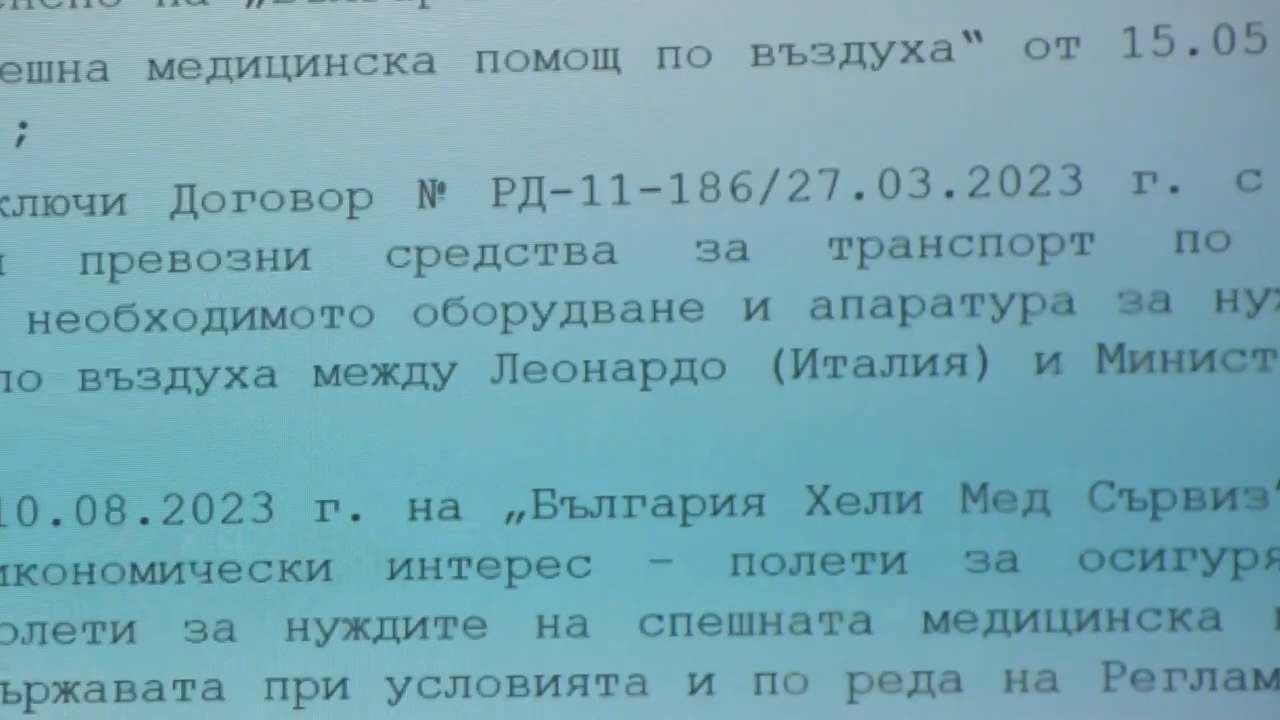 ешна медицинска помощ по въздуха“ от 15.05
;
ключи Договор № РД-11-186/27.03.2023 г. с
превозни средства за транспорт по
необходимото оборудване и апаратура за нуж
по въздуха между Леонардо (Италия) и Минист
10.08.2023 г. на „България Хели Мед Сървиз“
икономически интерес – полети за осигуря
олети за нуждите на спешната медицинска
ържавата при условията и по реда на Реглам